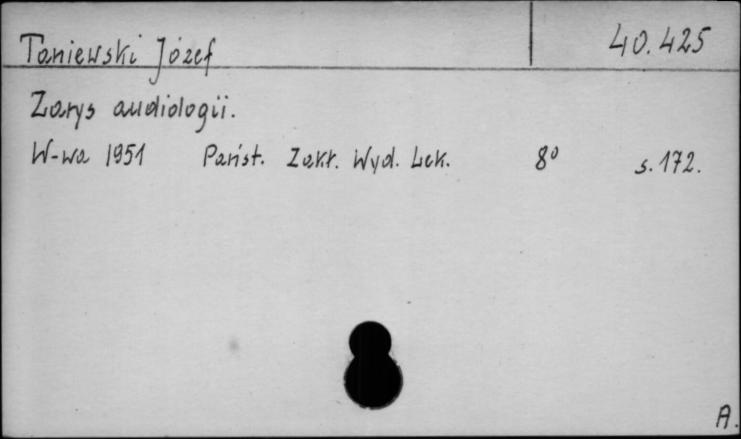 Taniewski Józef 40.425
Zarys audiologii.
W-wa 1951 Państ. Zakł. Wyd. Lek. 8° s. 172.
A.